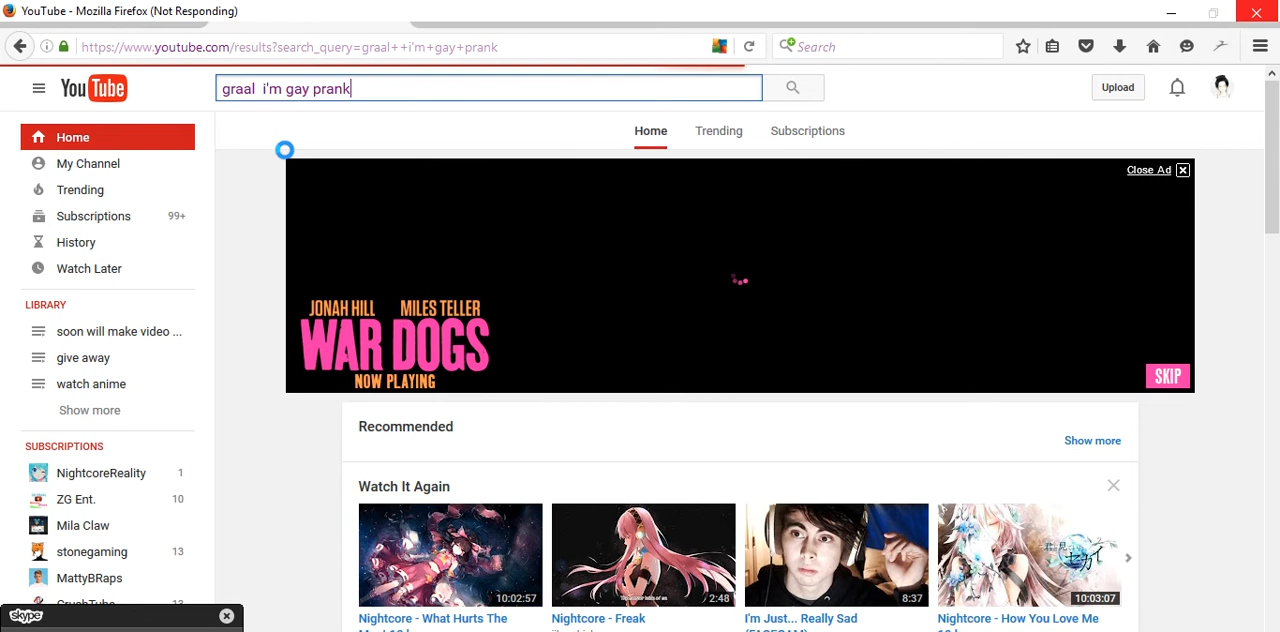 YouTube - Mozilla Firefox (Not Responding)
https://www.youtube.com/results?search_query=graal++i'm+gay+prank
Search
YouTube
graal  i'm gay prank
Upload
Home
My Channel
Trending
Subscriptions 99+
History
Watch Later
LIBRARY
soon will make video ...
give away
watch anime
Show more
SUBSCRIPTIONS
NightcoreReality 1
ZG Ent. 10
Mila Claw
stonegaming 13
MattyBRaps
CrushTube 13
skype
Home Trending Subscriptions
Close Ad
JONAH HILL MILES TELLER
WAR DOGS
NOW PLAYING
SKIP
Recommended
Show more
Watch It Again
10:02:57
2:48
8:37
10:03:07
Nightcore - What Hurts The
Nightcore - Freak
I'm Just... Really Sad
Nightcore - How You Love Me